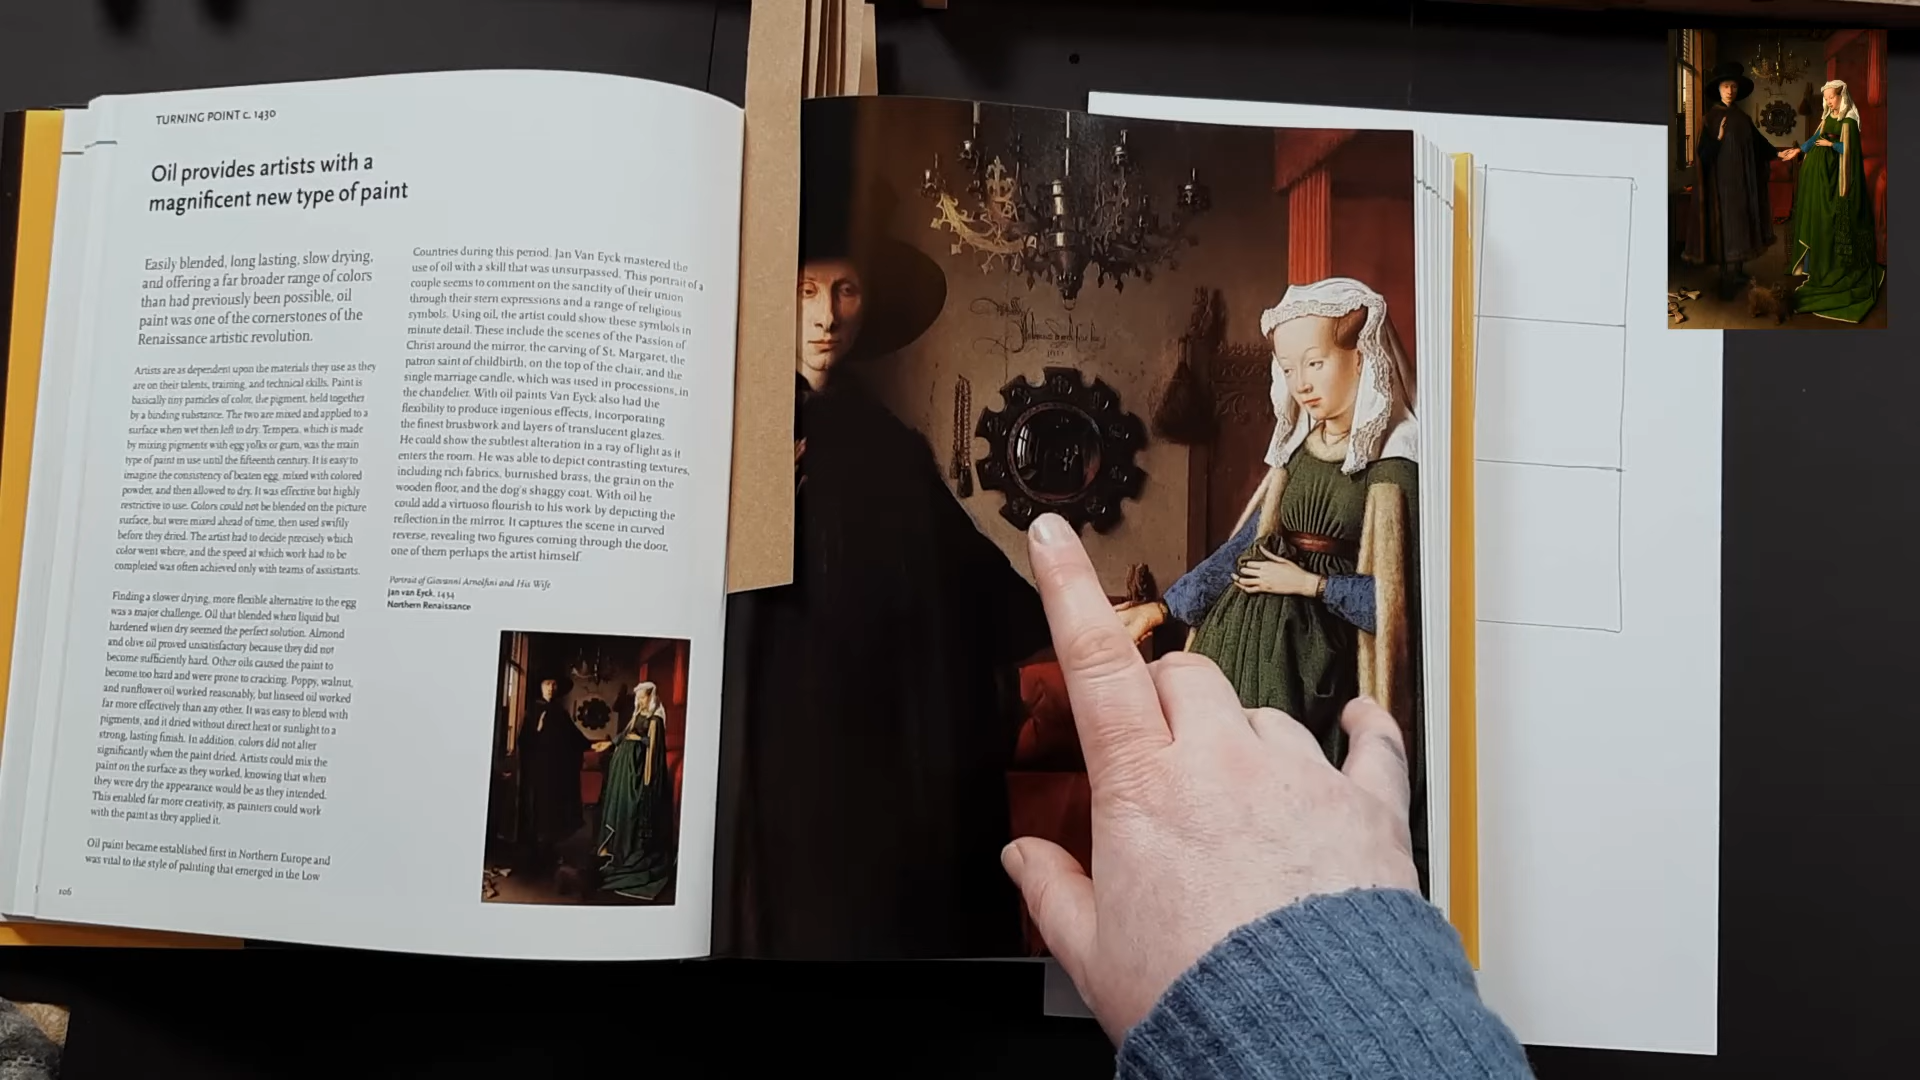 TURNING POINT c. 1430
Oil provides artists with a
magnificent new type of paint
Easily blended, long lasting, slow drying,
and offering a far broader range of colors
than had previously been possible, oil
paint was one of the cornerstones of the
Renaissance artistic revolution.
Artists are as dependent upon the materials they use as they
are on their talents, training, and technical skills. Paint is
basically tiny particles of color, the pigment, held together
by a binding substance. The two are mixed and applied to a
surface when wet then left to dry. Tempera, which is made
by mixing pigments with egg yolks or gum, was the main
type of paint in use until the fifteenth century. It is easy to
imagine the consistency of beaten egg, mixed with colored
powder, and then allowed to dry. It was effective but highly
restrictive to use. Colors could not be blended on the picture
surface, but were mixed ahead of time, then used swiftly
before they dried. The artist had to decide precisely which
color went where, and the speed at which work had to be
completed was often achieved only with teams of assistants.
Finding a slower drying, more flexible alternative to the egg
was a major challenge. Oil that blended when liquid but
hardened when dry seemed the perfect solution. Almond
and olive oil proved unsatisfactory because they did not
become sufficiently hard. Other oils caused the paint to
become too hard and were prone to cracking. Poppy, walnut,
and sunflower oil worked reasonably, but linseed oil worked
far more effectively than any other. It was easy to blend with
pigments, and it dried without direct heat or sunlight to a
strong, lasting finish. In addition, colors did not alter
significantly when the paint dried. Artists could mix the
paint on the surface as they worked, knowing that when
they were dry the appearance would be as they intended.
This enabled far more creativity, as painters could work
with the paint as they applied it.
Oil paint became established first in Northern Europe and
was vital to the style of painting that emerged in the Low
Countries during this period. Jan Van Eyck mastered the
use of oil with a skill that was unsurpassed. This portrait of a
couple seems to comment on the sanctity of their union
through their stern expressions and a range of religious
symbols. Using oil, the artist could show these symbols in
minute detail. These include the scenes of the Passion of
Christ around the mirror, the carving of St. Margaret, the
patron saint of childbirth, on the top of the chair, and the
single marriage candle, which was used in processions, in
the chandelier. With oil paints Van Eyck also had the
flexibility to produce ingenious effects, incorporating
the finest brushwork and layers of translucent glazes.
He could show the subtlest alteration in a ray of light as it
enters the room. He was able to depict contrasting textures,
including rich fabrics, burnished brass, the grain on the
wooden floor, and the dog's shaggy coat. With oil he
could add a virtuoso flourish to his work by depicting the
reflection in the mirror. It captures the scene in curved
reverse, revealing two figures coming through the door,
one of them perhaps the artist himself
Portrait of Giovanni Arnolfini and His Wife
Jan van Eyck, 1434
Northern Renaissance
106